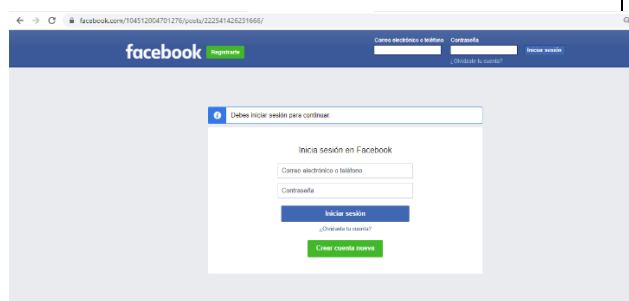 facebook.com/104512004701276/posts/222541426251666/
Correo electrónico o teléfono Contraseña
facebook Registrarte Iniciar sesión
¿Olvidaste tu cuenta?
Debes iniciar sesión para continuar.
Inicia sesión en Facebook
Correo electrónico o teléfono
Contraseña
Iniciar sesión
¿Olvidaste tu cuenta?
Crear cuenta nueva